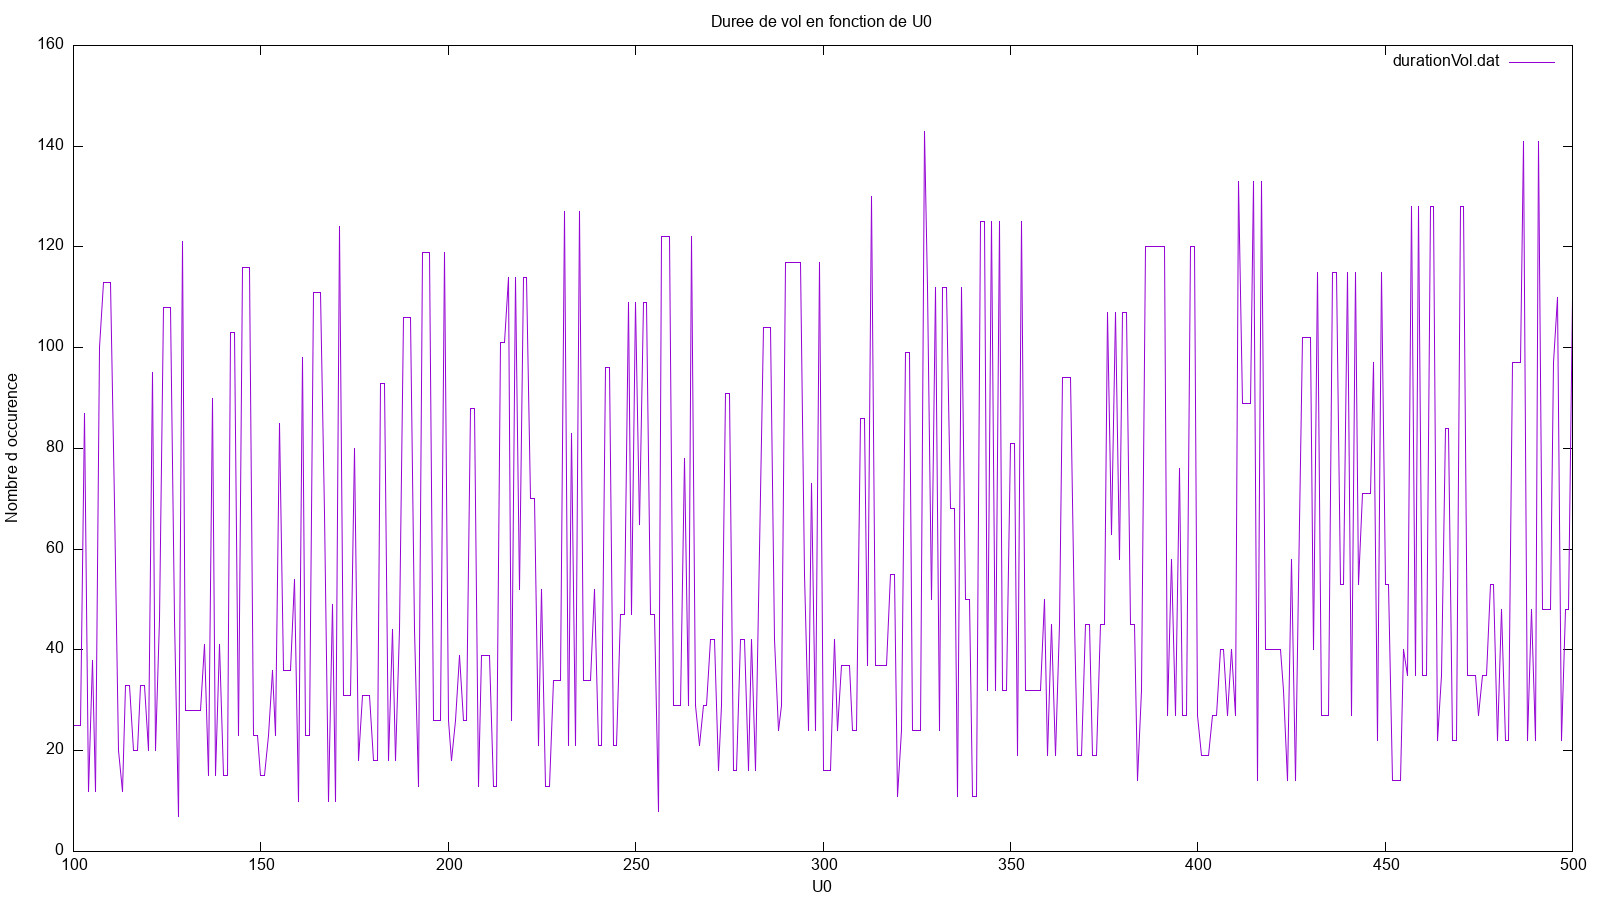 Duree de vol en fonction de U0
durationVol.dat
160
140
120
100
80
60
40
20
0
Nombre d occurence
100 150 200 250 300 350 400 450 500
U0